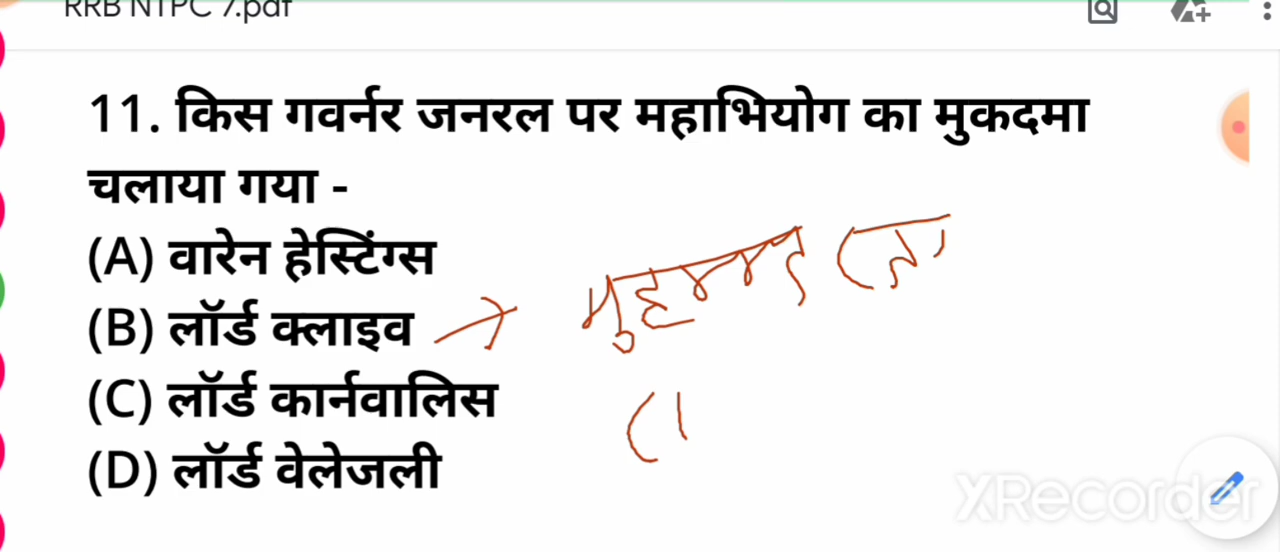 RRB NTPC 7.pdf
11. किस गवर्नर जनरल पर महाभियोग का मुकदमा
चलाया गया -
(A) वारेन हेस्टिंग्स
(B) लॉर्ड क्लाइव
(C) लॉर्ड कार्नवालिस
(D) लॉर्ड वेलेजली
XRecorder